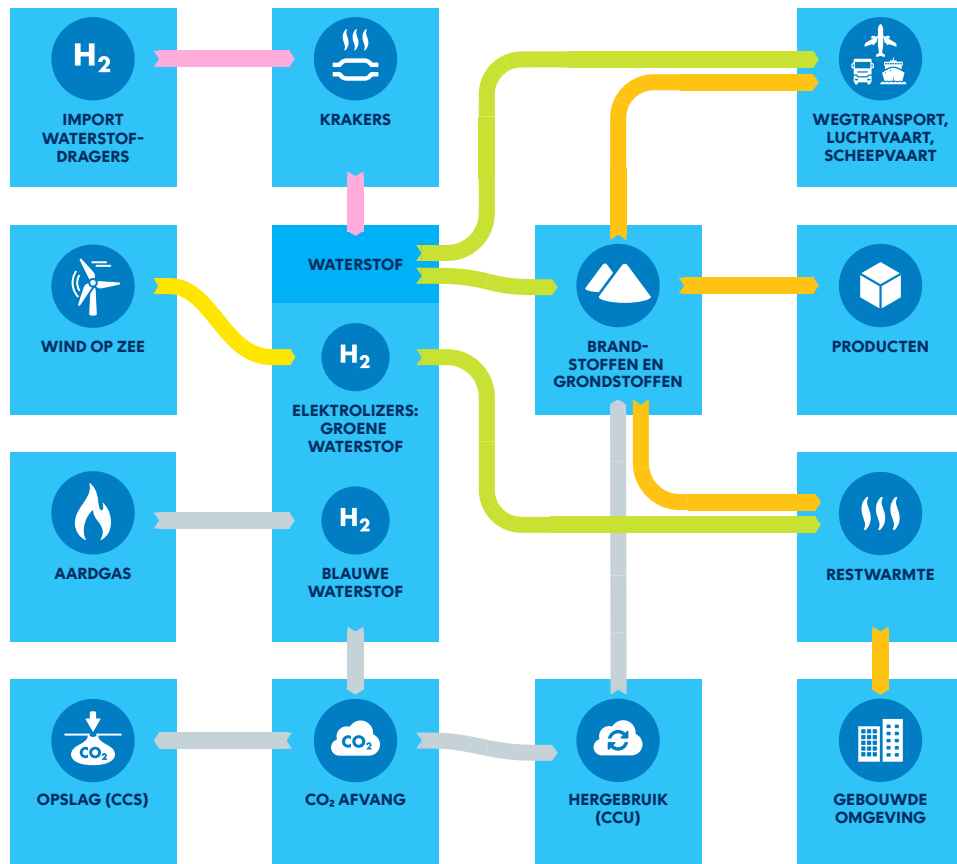 H₂
IMPORT
WATERSTOF-
DRAGERS
KRAKERS
WEGTRANSPORT,
LUCHTVAART,
SCHEEPVAART
WIND OP ZEE
WATERSTOF
H₂
ELEKTROLIZERS:
GROENE
WATERSTOF
BRAND-
STOFFEN EN
GRONDSTOFFEN
PRODUCTEN
AARDGAS
H₂
BLAUWE
WATERSTOF
RESTWARMTE
CO₂
OPSLAG (CCS)
CO₂
CO₂ AFVANG
HERGEBRUIK
(CCU)
GEBOUWDE
OMGEVING